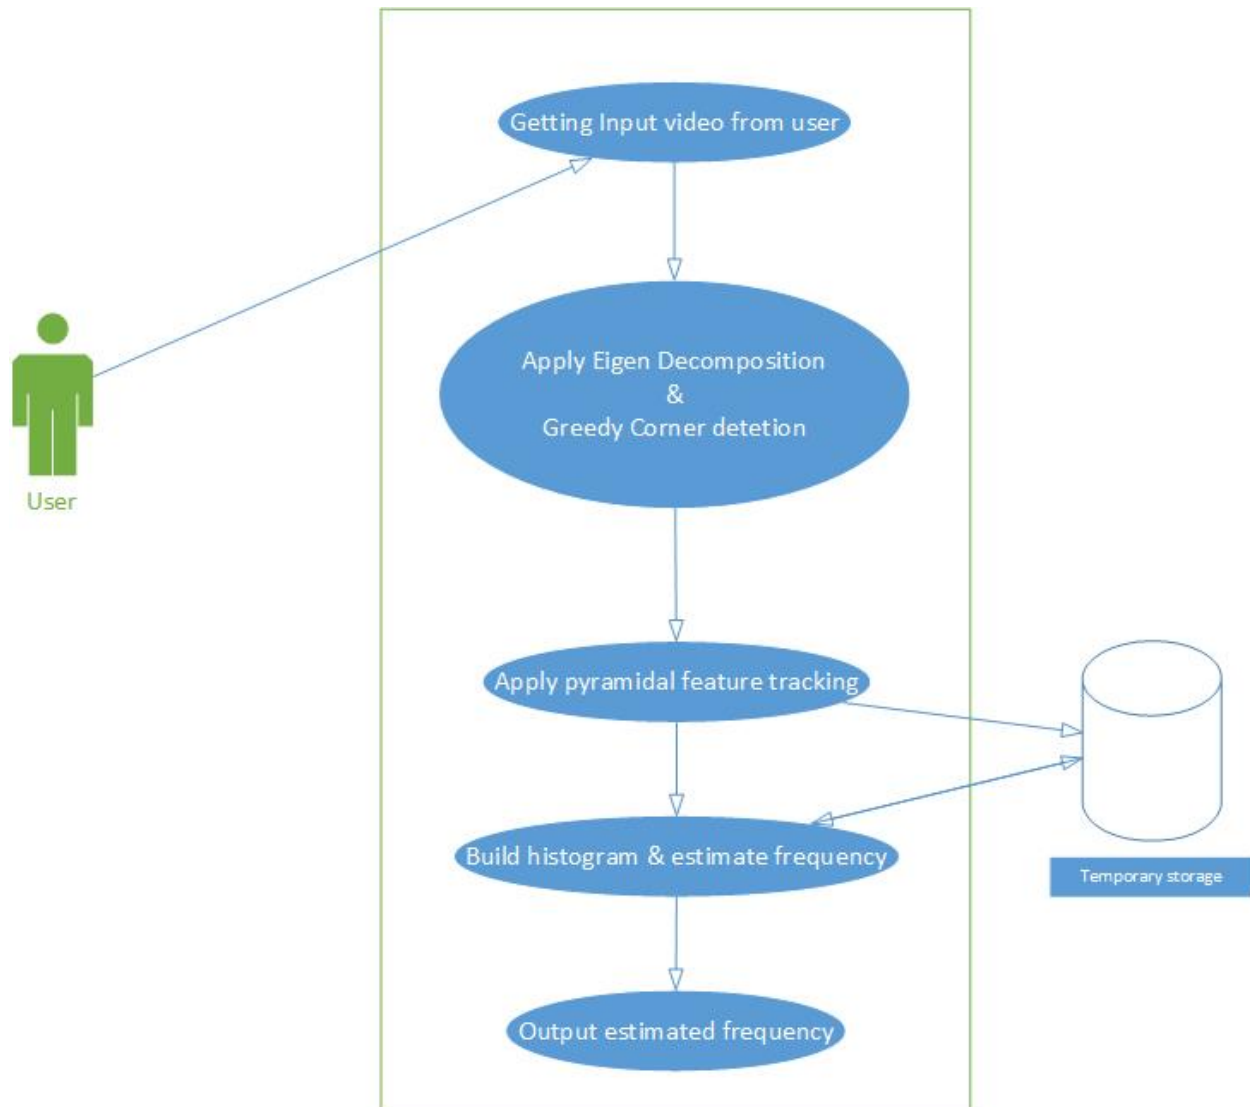 Getting Input video from user
Apply Eigen Decomposition
&
Greedy Corner detetion
User
Apply pyramidal feature tracking
Build histogram & estimate frequency
Temporary storage
Output estimated frequency